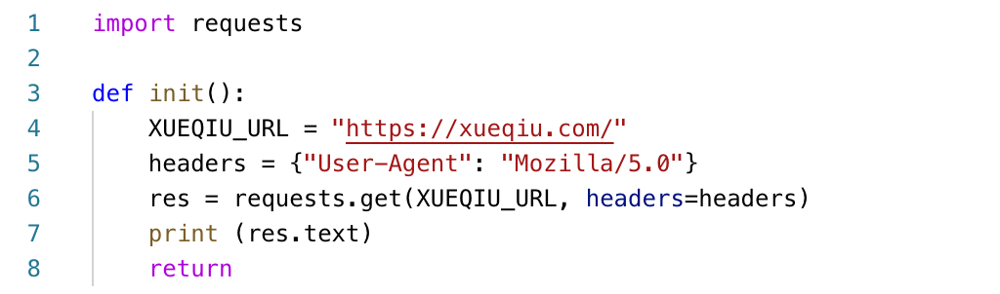 1 import requests
2
3 def init():
4 XUEQIU_URL = "https://xueqiu.com/"
5 headers = {"User-Agent": "Mozilla/5.0"}
6 res = requests.get(XUEQIU_URL, headers=headers)
7 print (res.text)
8 return